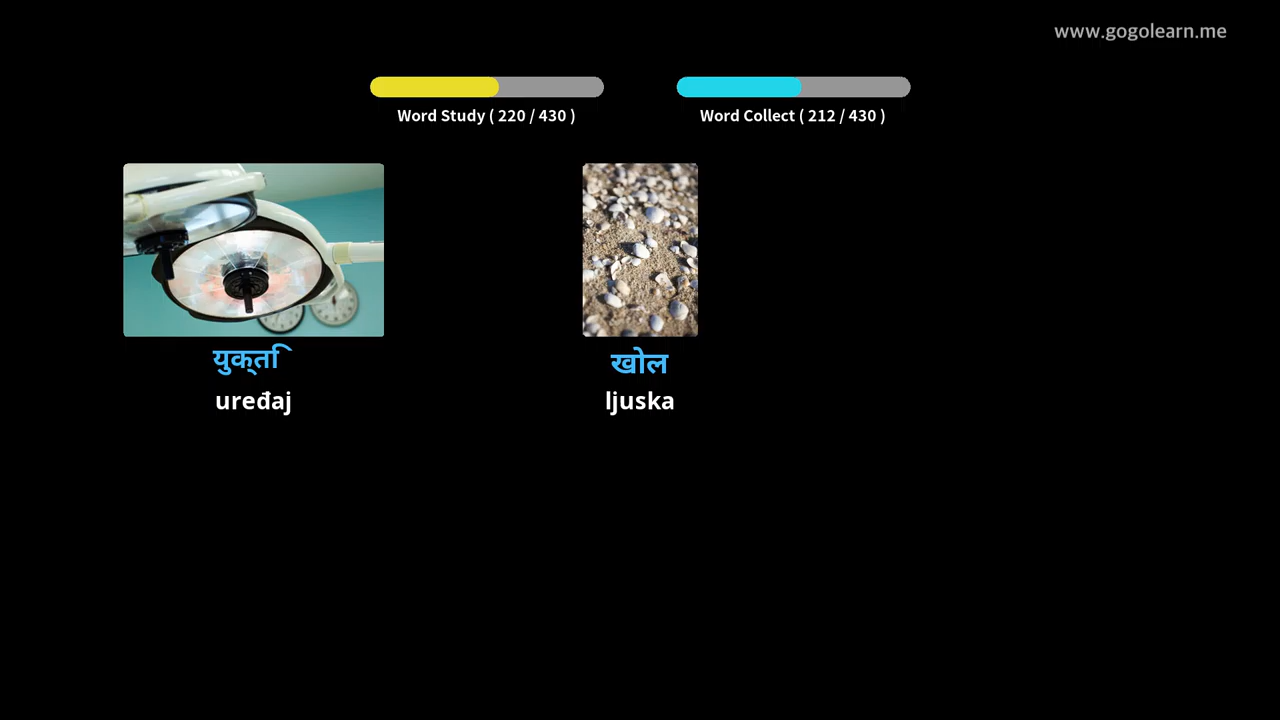 www.gogolearn.me
Word Study ( 220 / 430 )
Word Collect ( 212 / 430 )
युक्ति
खोल
uređaj
ljuska